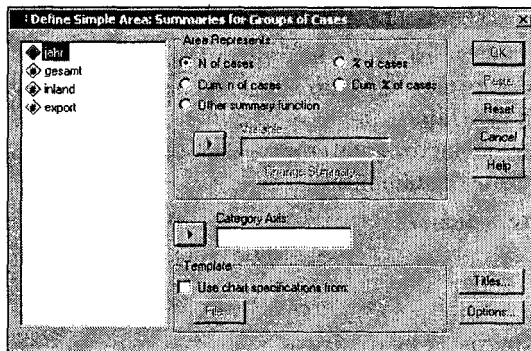 Define Simple Area: Summaries for Groups of Cases
jahr
gesamt
inland
export
Area Represents
N of cases
% of cases
Cum. n of cases
Cum. % of cases
Other summary function
Variable:
Change Summary...
Category Axis:
Template
Use chart specifications from:
File...
OK
Paste
Reset
Cancel
Help
Titles...
Options...